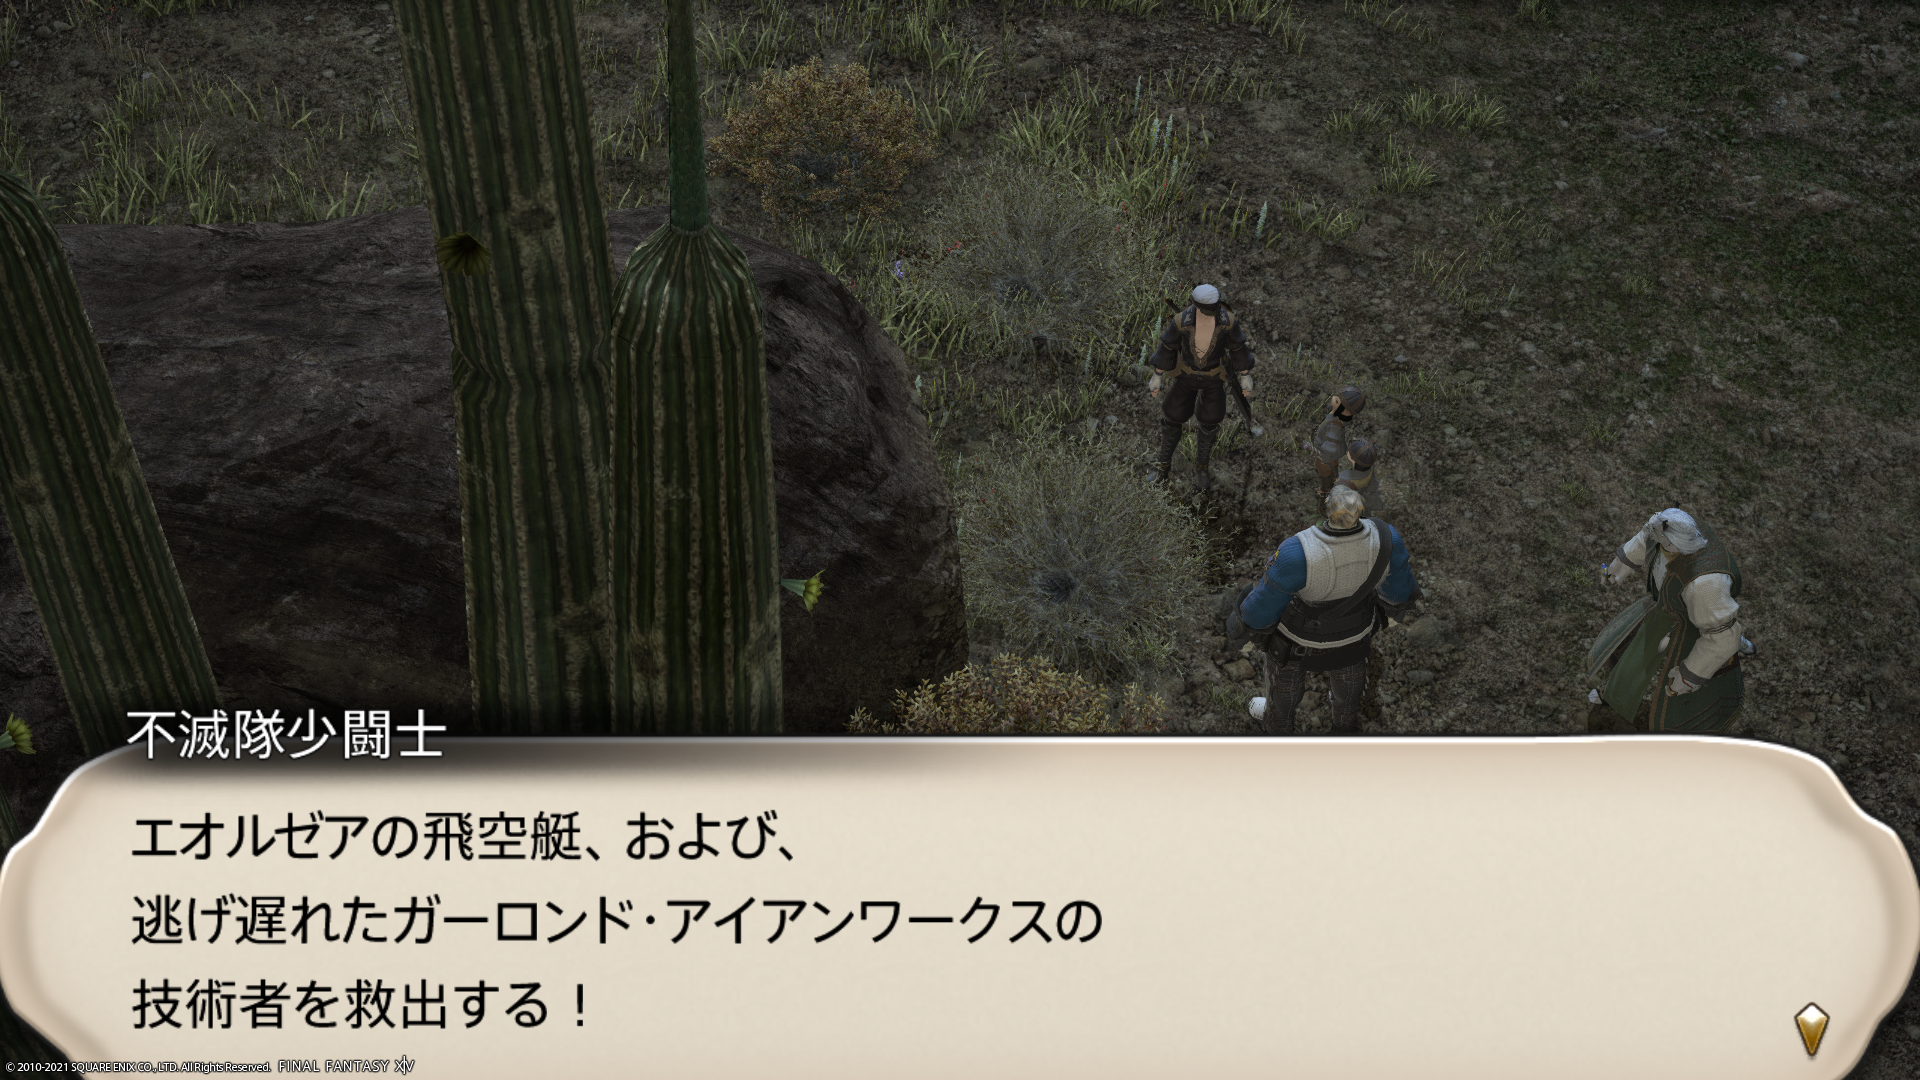 不滅隊少闘士
エオルゼアの飛空艇、および、
逃げ遅れたガーロンド・アイアンワークスの
技術者を救出する！
© 2010-2021 SQUARE ENIX CO., LTD. All Rights Reserved. FINAL FANTASY XIV